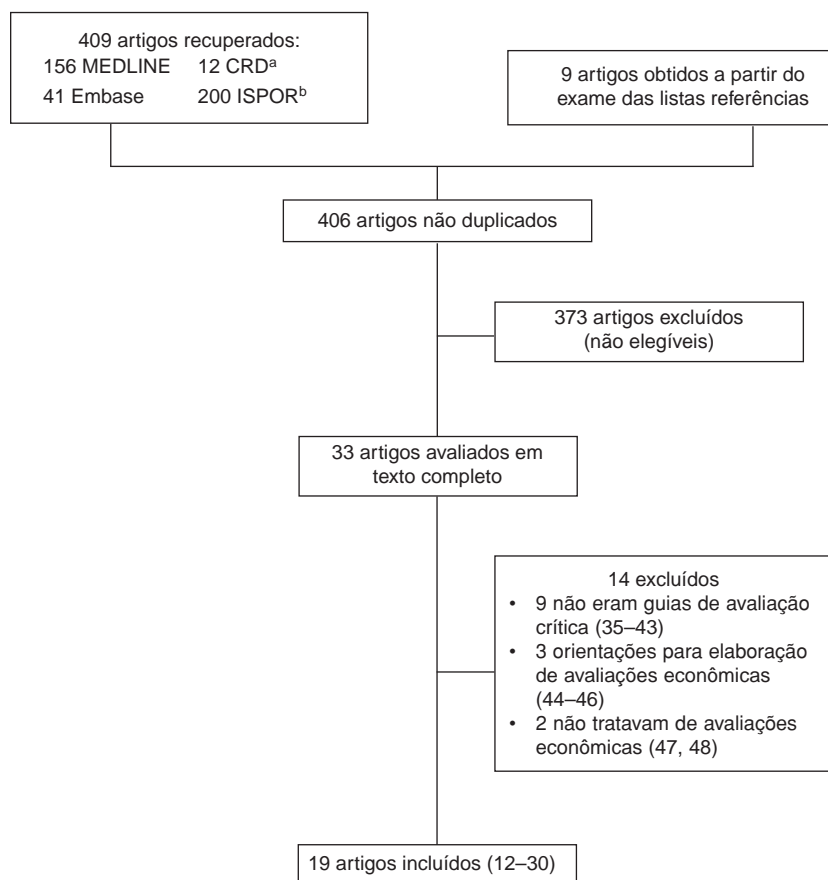 409 artigos recuperados:
156 MEDLINE 12 CRDᵃ
41 Embase 200 ISPORᵇ
9 artigos obtidos a partir do
exame das listas referências
406 artigos não duplicados
373 artigos excluídos
(não elegíveis)
33 artigos avaliados em
texto completo
14 excluídos
• 9 não eram guias de avaliação
crítica (35–43)
• 3 orientações para elaboração
de avaliações econômicas
(44–46)
• 2 não tratavam de avaliações
econômicas (47, 48)
19 artigos incluídos (12–30)